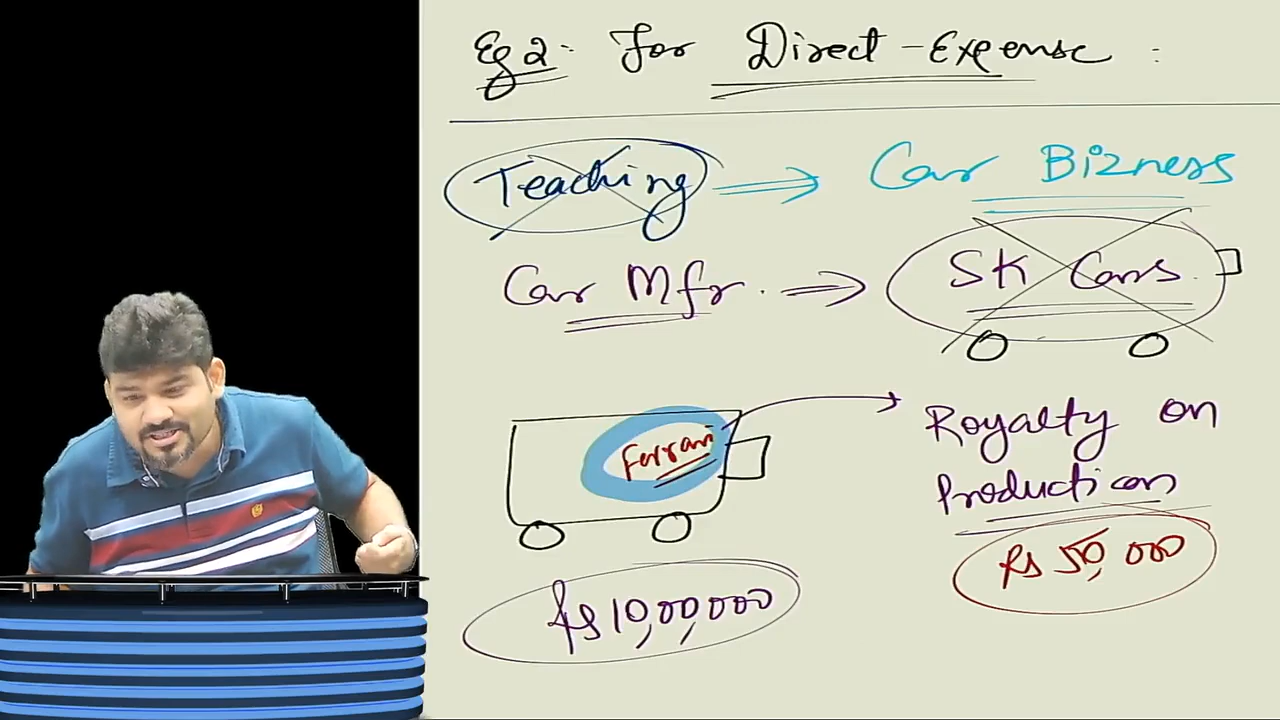 Eg 2: For Direct-Expense:
Teaching ⇒ Car Bizness
Car Mfr. ⇒ SK Cars
Ferrari
Royalty on
Production
Rs 50,000
Rs 10,00,000